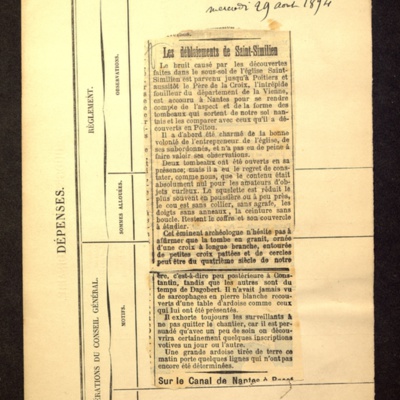 mercredi 29 août 1894
Les déblaiements de Saint-Similien
Le bruit causé par les découvertes
faites dans le sous-sol de l'église Saint-
Similien est parvenu jusqu'à Poitiers et
aussitôt le Père de la Croix, l'intrépide
fouilleur du département de la Vienne,
est accouru à Nantes pour se rendre
compte de l'aspect et de la forme des
tombeaux qui sortent de notre sol nan-
tais et les comparer avec ceux qu'il a dé-
couverts en Poitou.
Il a d'abord été charmé de la bonne
volonté de l'entrepreneur de l'église, de
ses subordonnés, et n'a pas eu de peine à
faire valoir ses observations.
Deux tombeaux ont été ouverts en sa
présence, mais il a eu le regret de cons-
tater, comme nous, que le contenu était
absolument nul pour les amateurs d'ob-
jets curieux. Le squelette est réduit le
plus souvent en poussière ou à peu près,
le cou est sans collier, sans agrafe, les
doigts sans anneaux, la ceinture sans
boucle. Restent le coffre et son couvercle
à étudier.
Cet éminent archéologue n'hésite pas à
affirmer que la tombe en granit, ornée
d'une croix à longue branche, entourée
de petites croix pattées et de cercles
peut être du quatrième siècle de notre
ère, c'est-à-dire peu postérieure à Cons-
tantin, tandis que les autres sont du
temps de Dagobert. Il n'avait jamais vu
de sarcophages en pierre blanche recou-
verts d'une table d'ardoise comme ceux
qui lui ont été présentés.
Il exhorte toujours les surveillants à
ne pas quitter le chantier, car il est per-
suadé qu'avec un peu de soin on décou-
vrira certainement quelques inscriptions
votives un jour ou l'autre.
Une grande ardoise tirée de terre ce
matin porte quelques lignes qui n'ont pas
encore été déterminées.
Sur le Canal de Nantes à Brest
DÉPENSES.
RÈGLEMENT.
OBSERVATIONS.
SOMMES ALLOUÉES.
MOTIFS.
ÉRATIONS DU CONSEIL GÉNÉRAL.